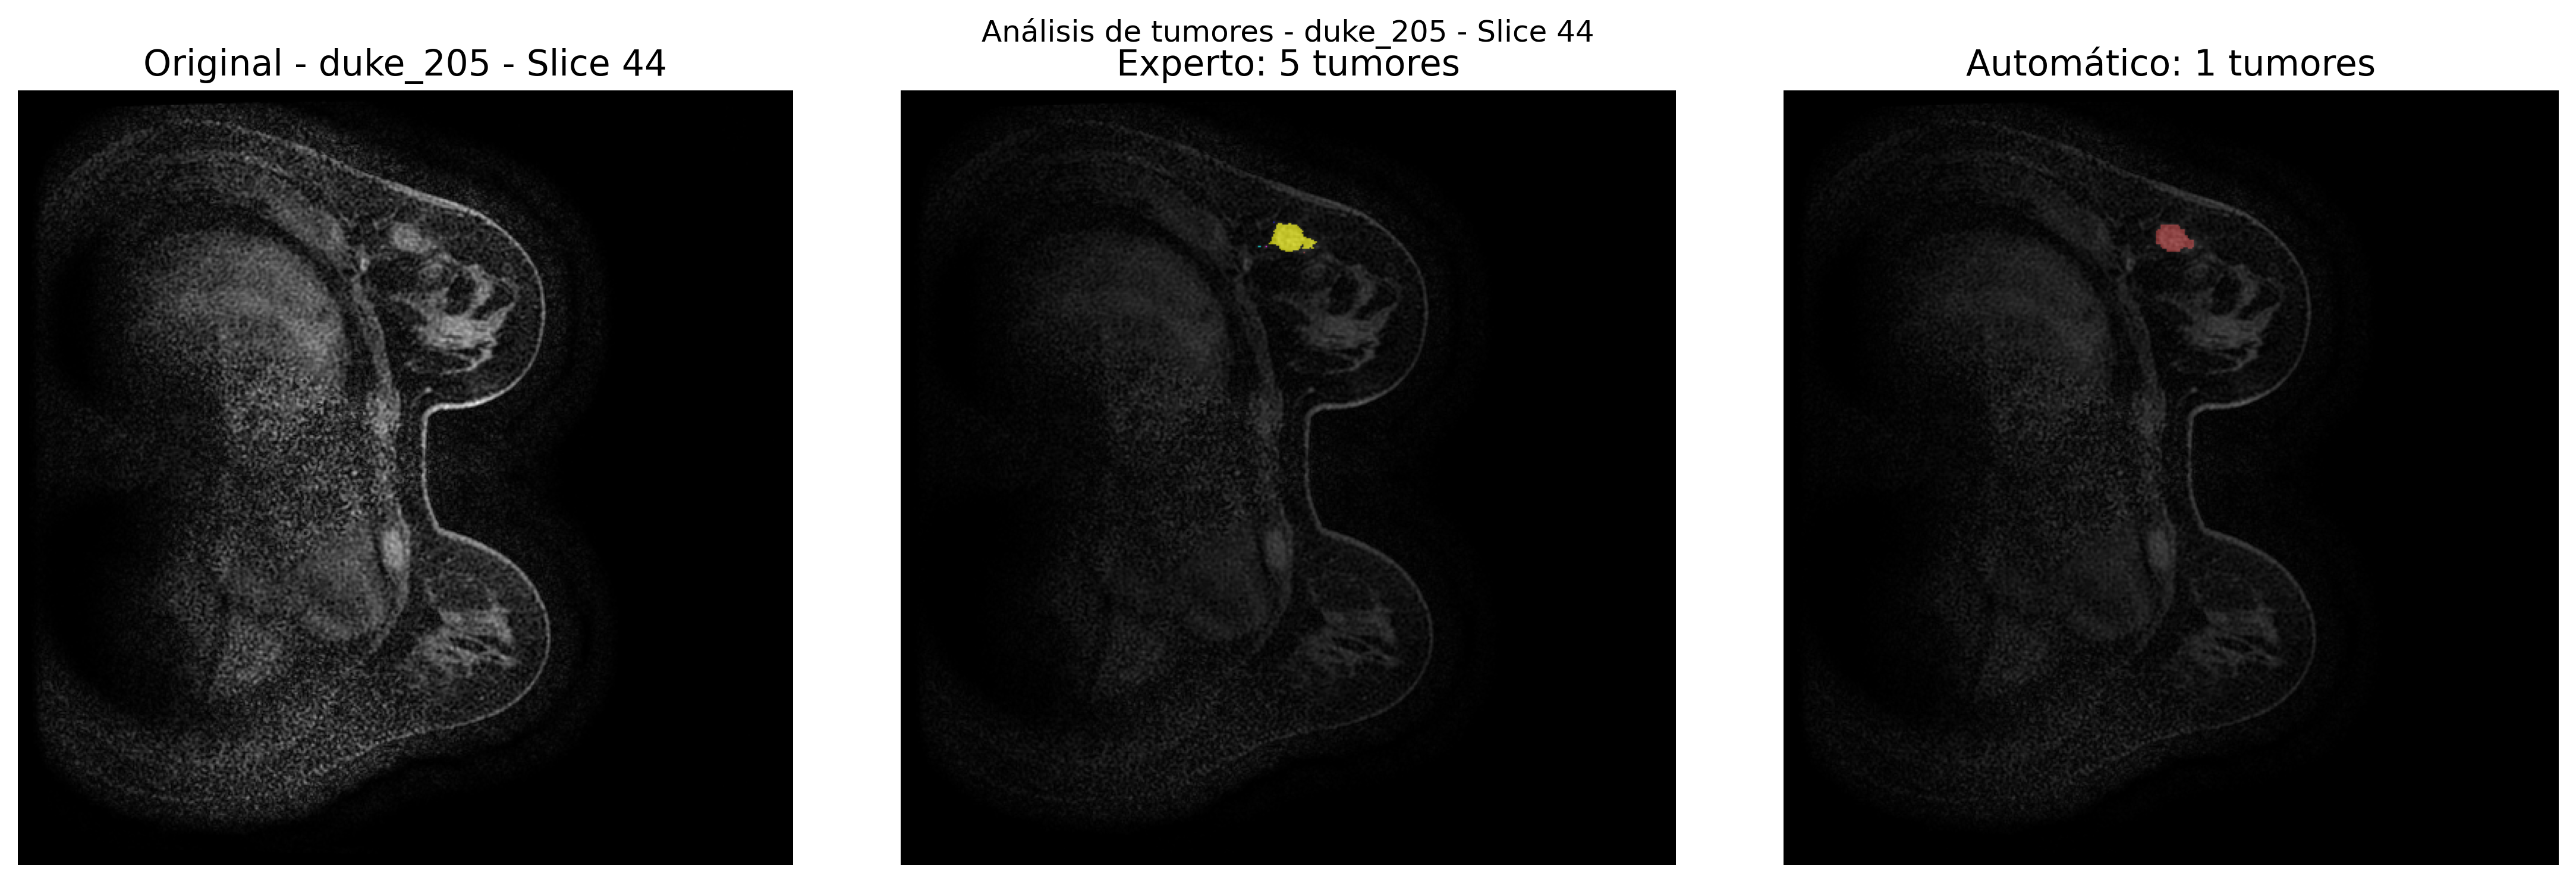 Análisis de tumores - duke_205 - Slice 44
Original - duke_205 - Slice 44
Experto: 5 tumores
Automático: 1 tumores